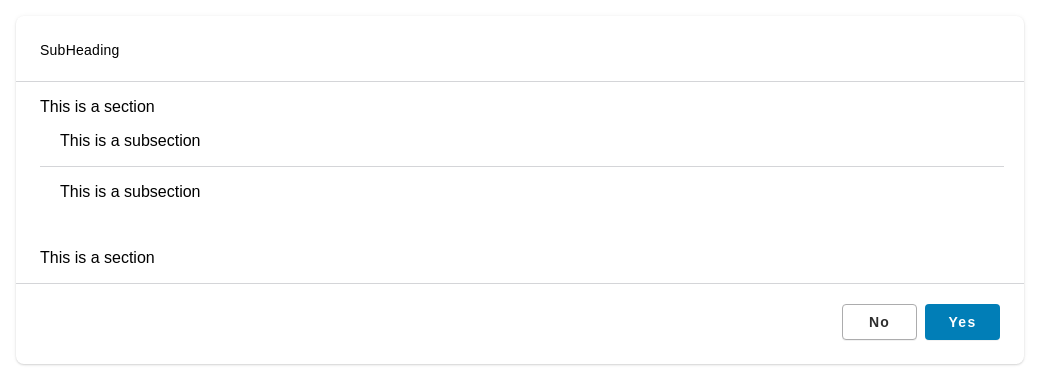 SubHeading
This is a section
This is a subsection
This is a subsection
This is a section
No Yes